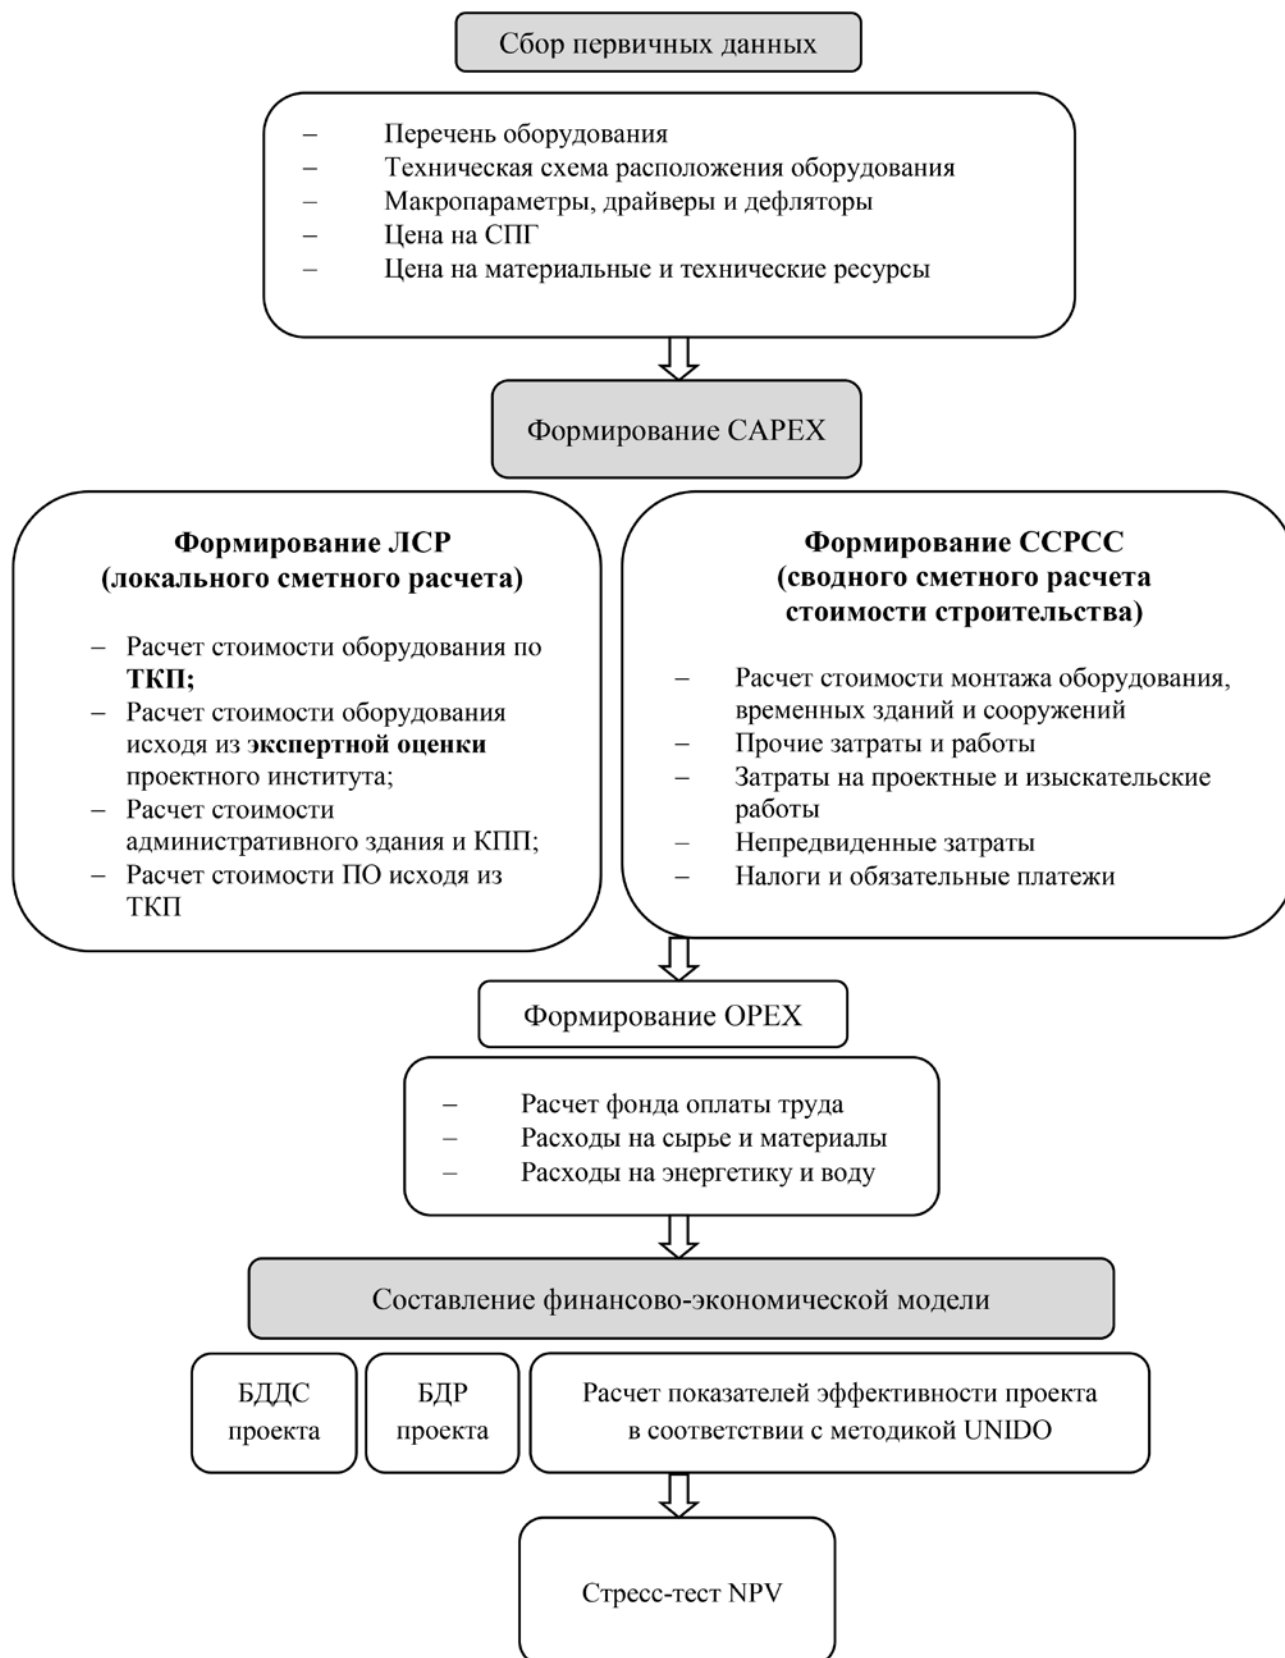 Сбор первичных данных
– Перечень оборудования
– Техническая схема расположения оборудования
– Макропараметры, драйверы и дефляторы
– Цена на СПГ
– Цена на материальные и технические ресурсы
Формирование CAPEX
Формирование ЛСР
(локального сметного расчета)
– Расчет стоимости оборудования по
ТКП;
– Расчет стоимости оборудования
исходя из экспертной оценки
проектного института;
– Расчет стоимости
административного здания и КПП;
– Расчет стоимости ПО исходя из
ТКП
Формирование ССРСС
(сводного сметного расчета
стоимости строительства)
– Расчет стоимости монтажа оборудования,
временных зданий и сооружений
– Прочие затраты и работы
– Затраты на проектные и изыскательские
работы
– Непредвиденные затраты
– Налоги и обязательные платежи
Формирование OPEX
– Расчет фонда оплаты труда
– Расходы на сырье и материалы
– Расходы на энергетику и воду
Составление финансово-экономической модели
БДДС
проекта
БДР
проекта
Расчет показателей эффективности проекта
в соответствии с методикой UNIDO
Стресс-тест NPV